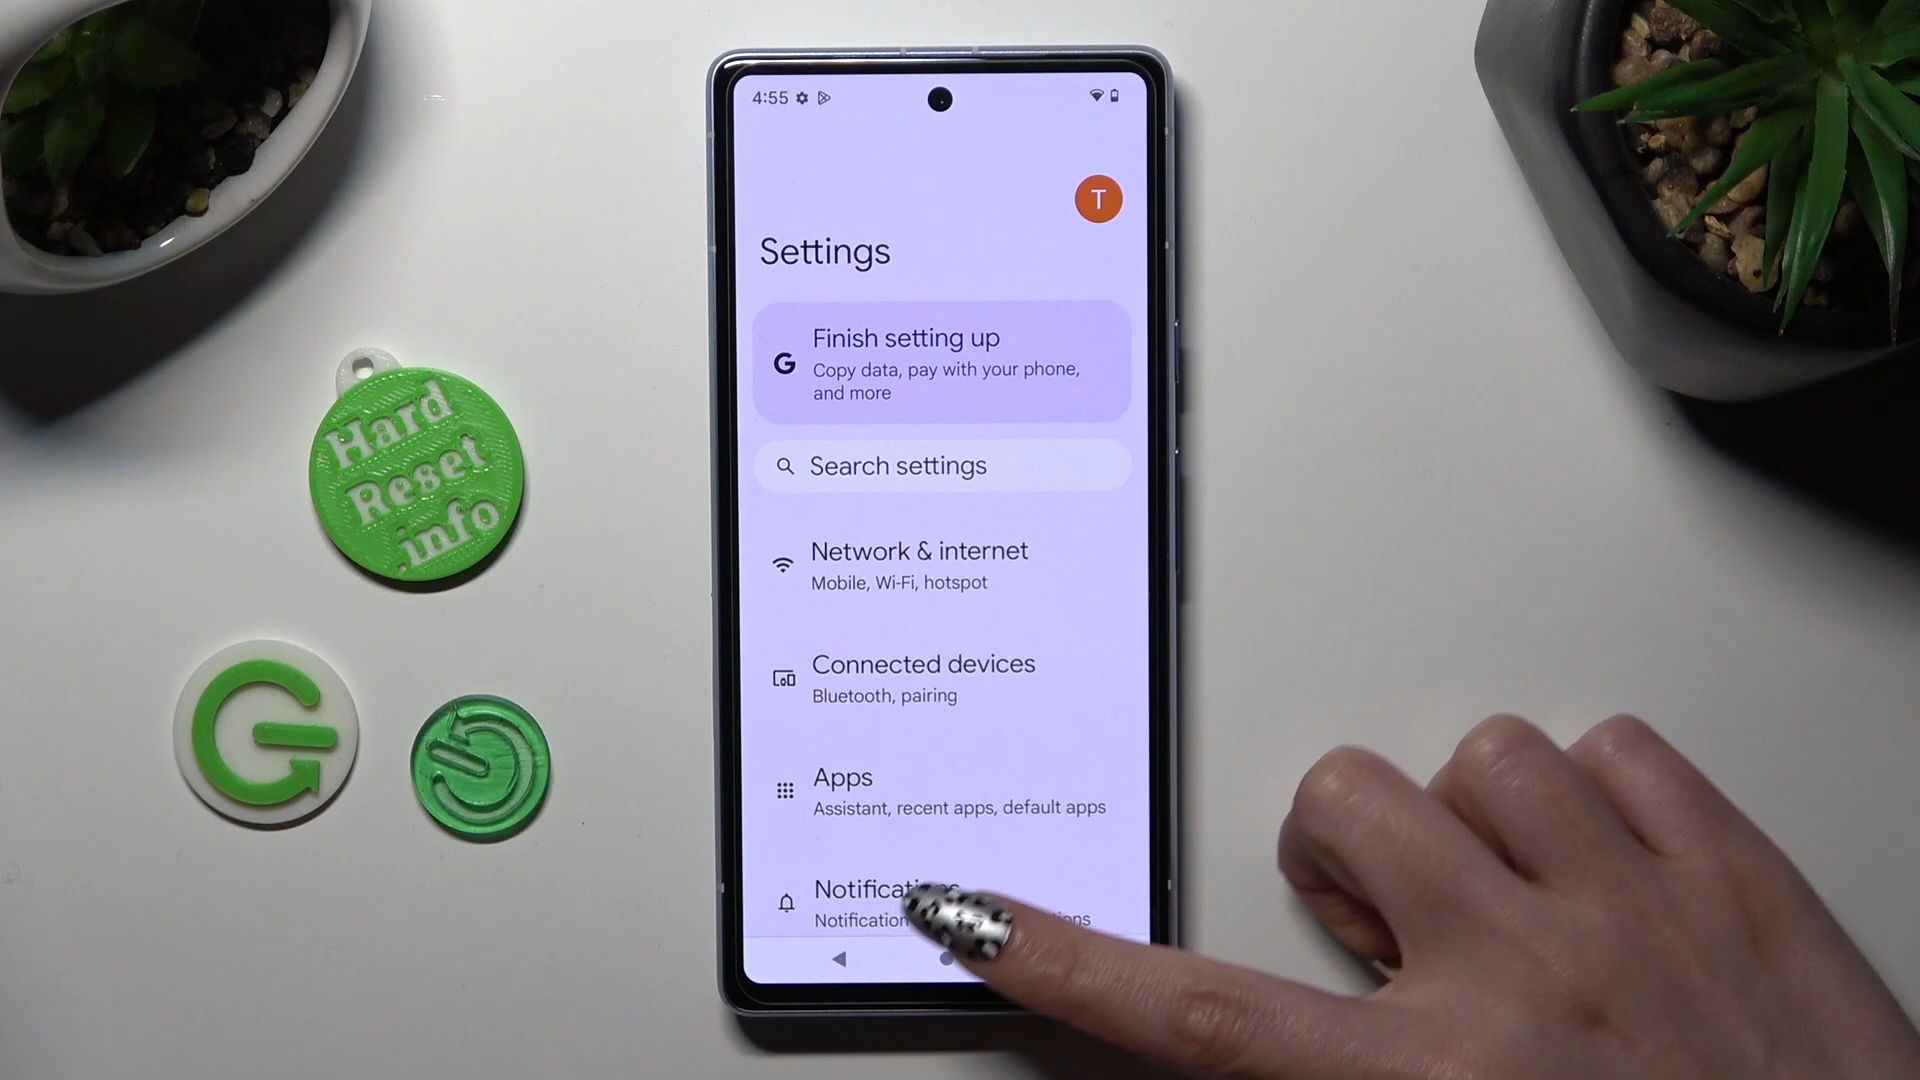 4:55
T
Settings
Finish setting up
Copy data, pay with your phone,
and more
Search settings
Network & internet
Mobile, Wi-Fi, hotspot
Connected devices
Bluetooth, pairing
Apps
Assistant, recent apps, default apps
Hard
Reset
.info